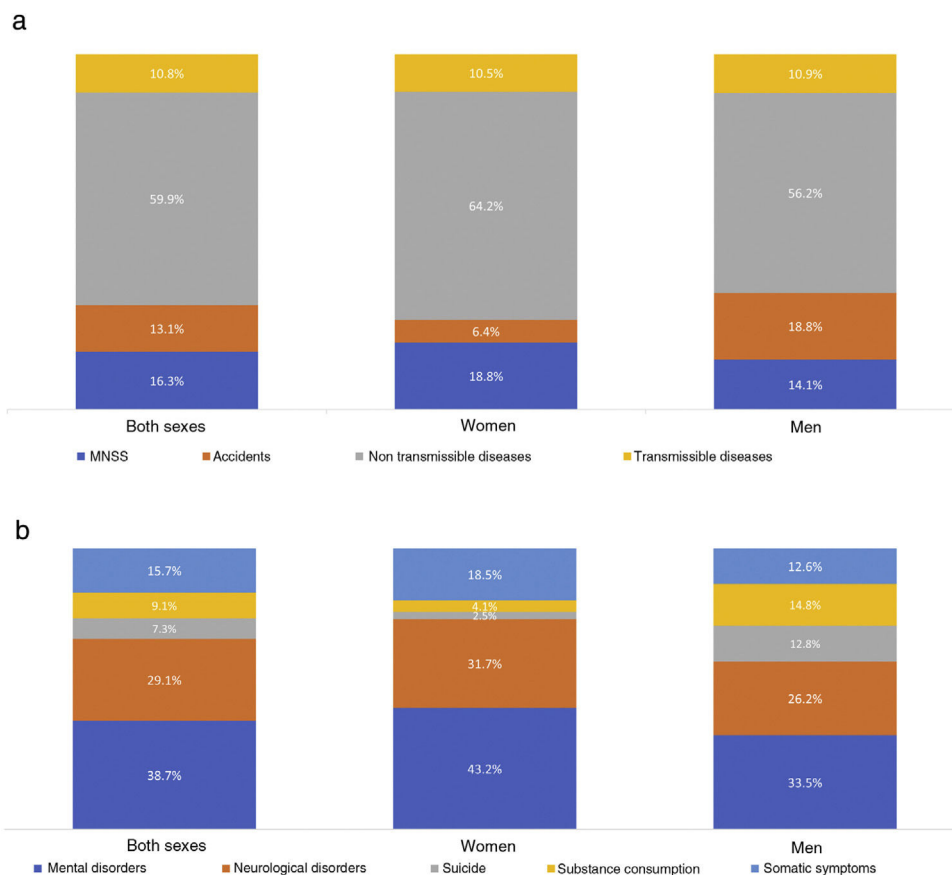 a
10.8% 10.5% 10.9%
59.9% 64.2% 56.2%
13.1% 6.4% 18.8%
16.3% 18.8% 14.1%
Both sexes Women Men
MNSS Accidents Non transmissible diseases Transmissible diseases
b
15.7% 18.5% 12.6%
9.1% 4.1% 14.8%
7.3% 2.5% 12.8%
29.1% 31.7% 26.2%
38.7% 43.2% 33.5%
Both sexes Women Men
Mental disorders Neurological disorders Suicide Substance consumption Somatic symptoms